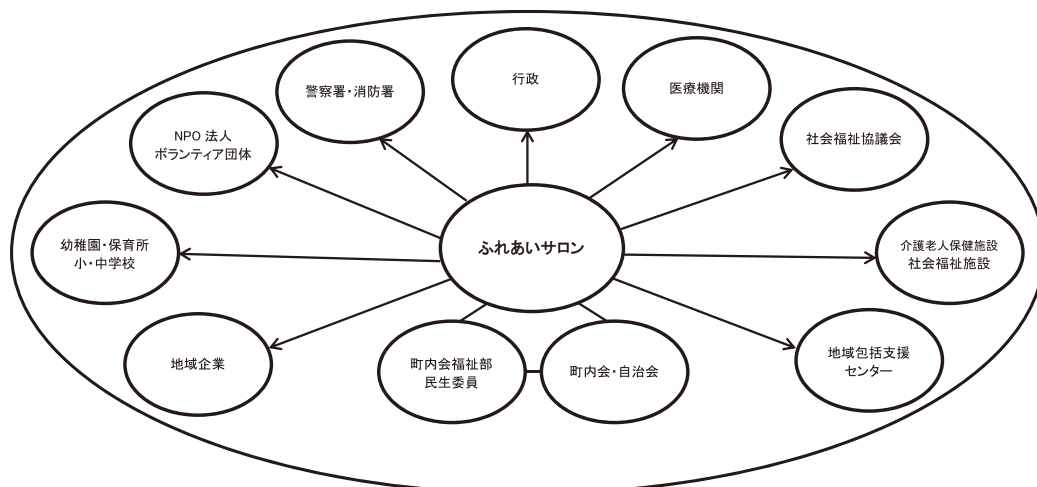 行政
医療機関
警察署・消防署
社会福祉協議会
NPO 法人
ボランティア団体
ふれあいサロン
幼稚園・保育所
小・中学校
介護老人保健施設
社会福祉施設
地域企業
町内会福祉部
民生委員
町内会・自治会
地域包括支援
センター